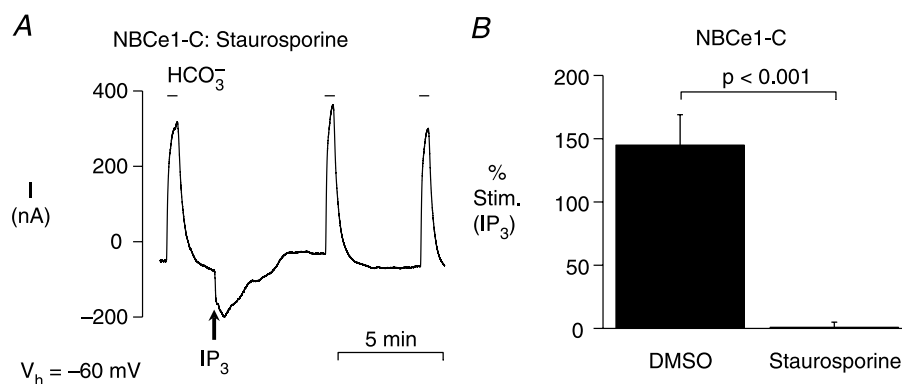 A
NBCe1-C: Staurosporine
HCO₃⁻
400
200
0
−200
I
(nA)
IP₃
5 min
Vₕ = −60 mV
B
NBCe1-C
p < 0.001
200
150
100
50
0
%
Stim.
(IP₃)
DMSO
Staurosporine